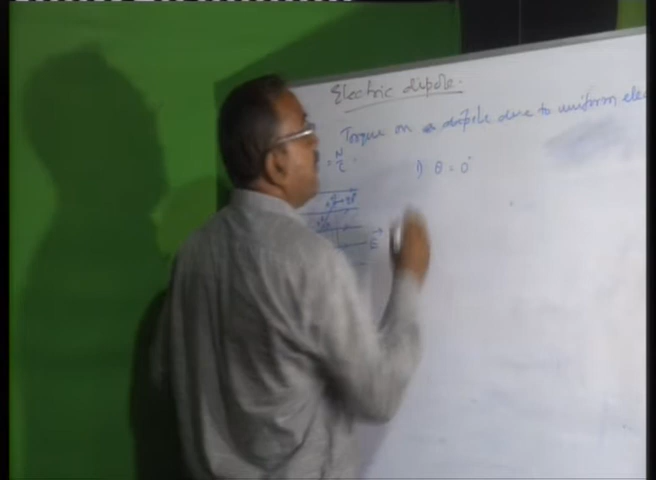 Electric dipole.
Torque on a dipole due to uniform ele
= N/C .
1) θ = 0°
E